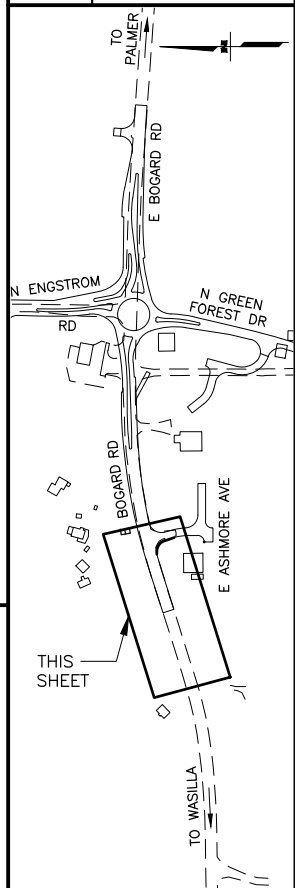 TO
PALMER
E BOGARD RD
N ENGSTROM
RD
N GREEN
FOREST DR
E BOGARD RD
E ASHMORE AVE
THIS
SHEET
TO WASILLA